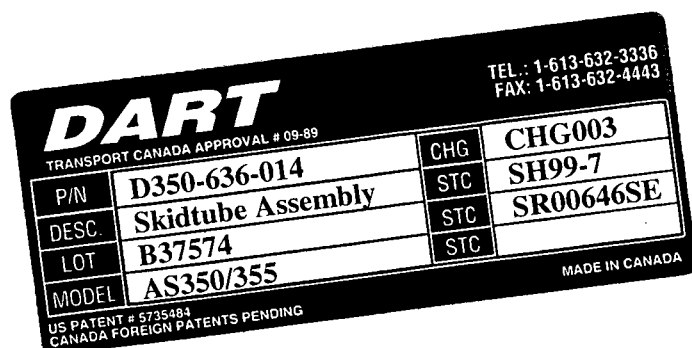 DART
TEL.: 1-613-632-3336
FAX: 1-613-632-4443
TRANSPORT CANADA APPROVAL # 09-89
P/N D350-636-014 CHG CHG003
DESC. Skidtube Assembly STC SH99-7
LOT B37574 STC SR00646SE
MODEL AS350/355 STC
US PATENT # 5735484
CANADA FOREIGN PATENTS PENDING
MADE IN CANADA